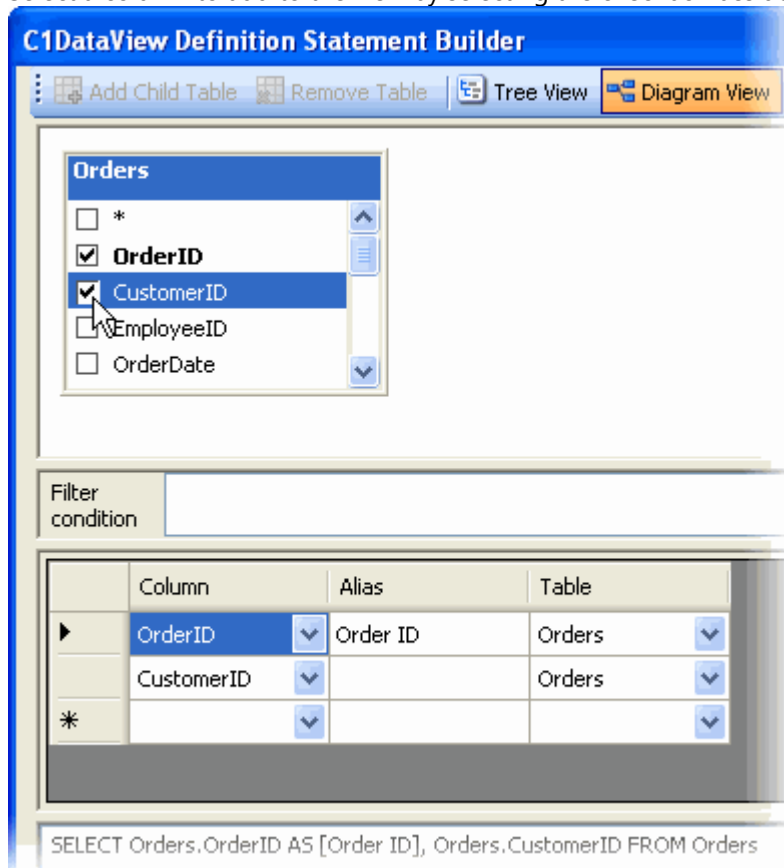 C1DataView Definition Statement Builder
Add Child Table Remove Table Tree View Diagram View
Orders
*
OrderID
CustomerID
EmployeeID
OrderDate
Filter
condition
Column Alias Table
OrderID Order ID Orders
CustomerID Orders
*
SELECT Orders.OrderID AS [Order ID], Orders.CustomerID FROM Orders